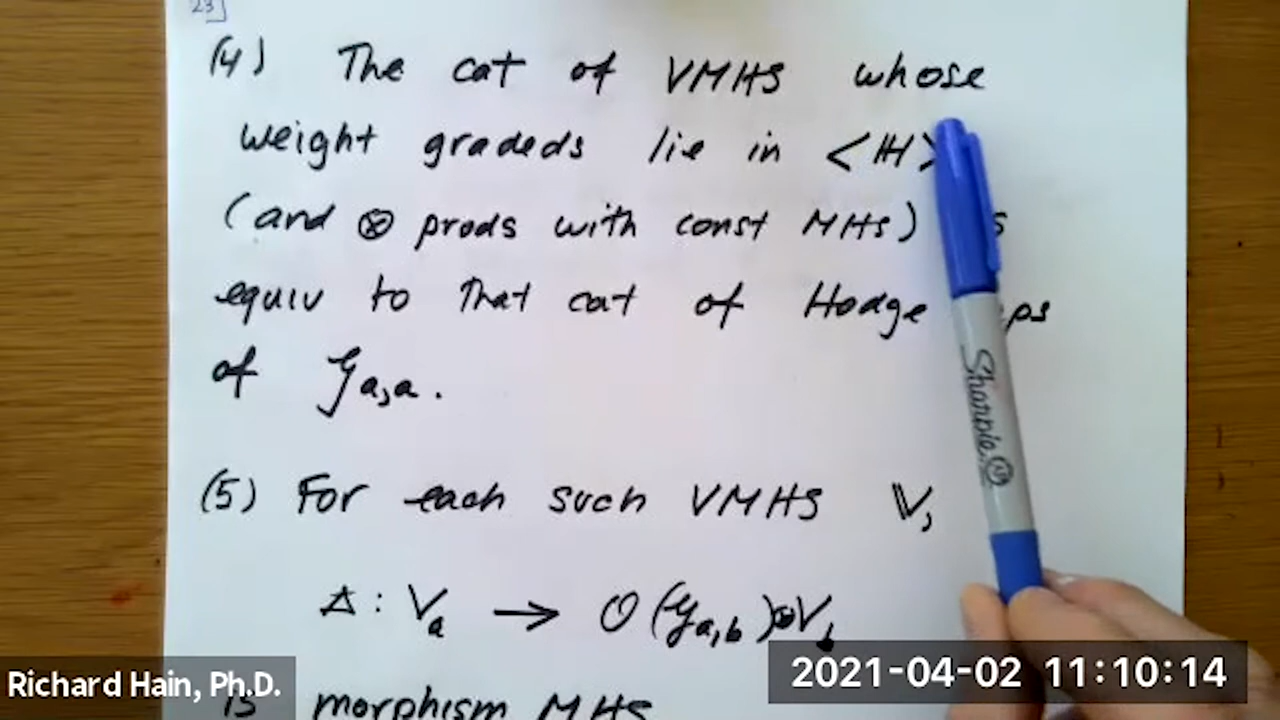 23]
(4) The cat of VMHS whose
weight gradeds lie in <ℍ>
(and ⊗ prods with const MHS)
equiv to that cat of Hodge
of 𝒢a,a.
(5) For each such VMHS 𝕍,
Δ : Va → O(𝒢a,b)⊗Vb
morphism MHS
Sharpie
Richard Hain, Ph.D.
2021-04-02 11:10:14